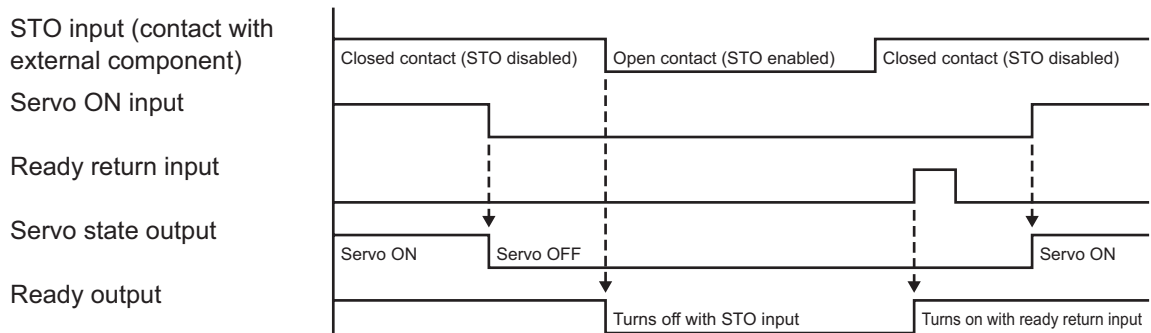 STO input (contact with
external component)
Closed contact (STO disabled)
Open contact (STO enabled)
Closed contact (STO disabled)
Servo ON input
Ready return input
Servo state output
Servo ON
Servo OFF
Servo ON
Ready output
Turns off with STO input
Turns on with ready return input